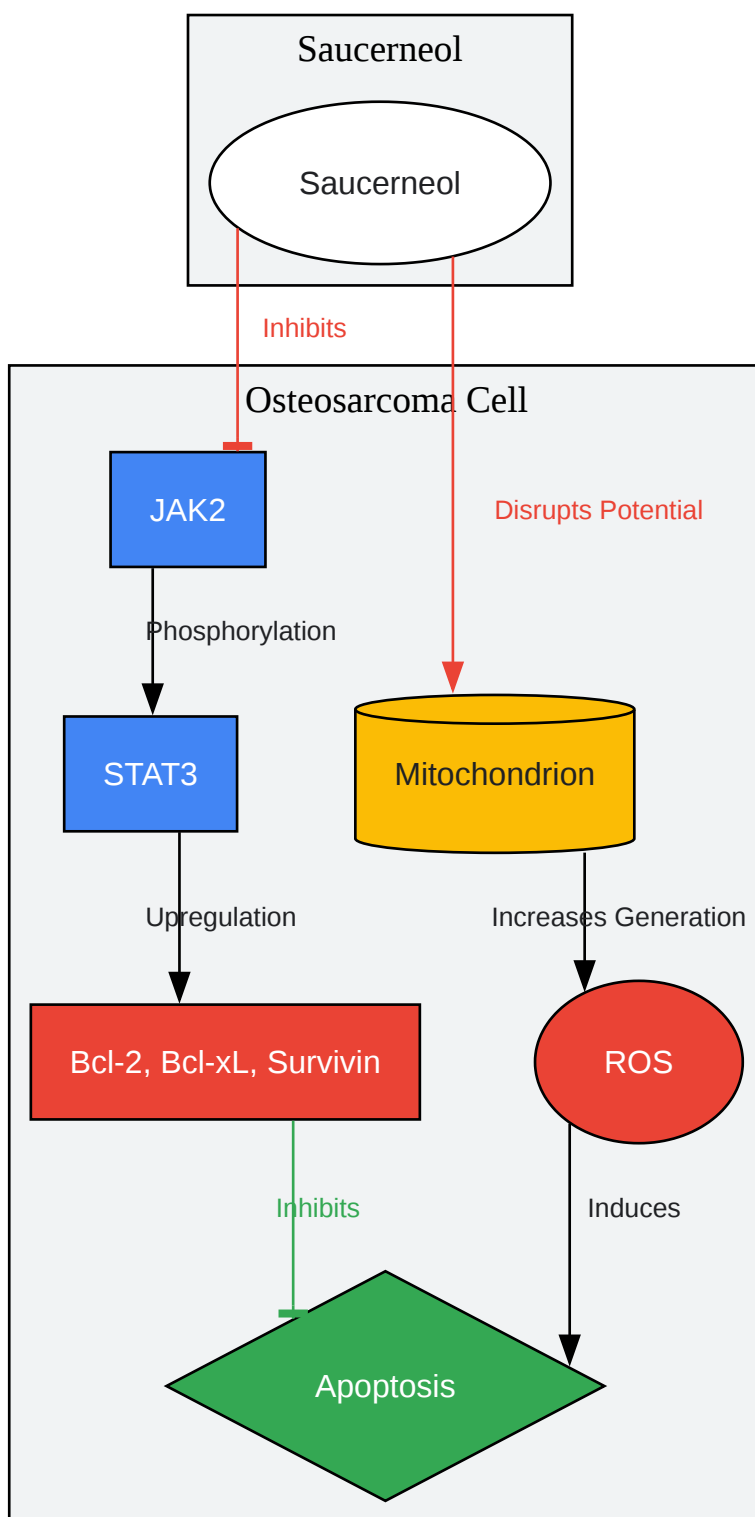 Saucerneol
Saucerneol
Inhibits
Osteosarcoma Cell
JAK2
Disrupts Potential
Phosphorylation
STAT3
Mitochondrion
Upregulation
Increases Generation
Bcl-2, Bcl-xL, Survivin
ROS
Inhibits
Induces
Apoptosis